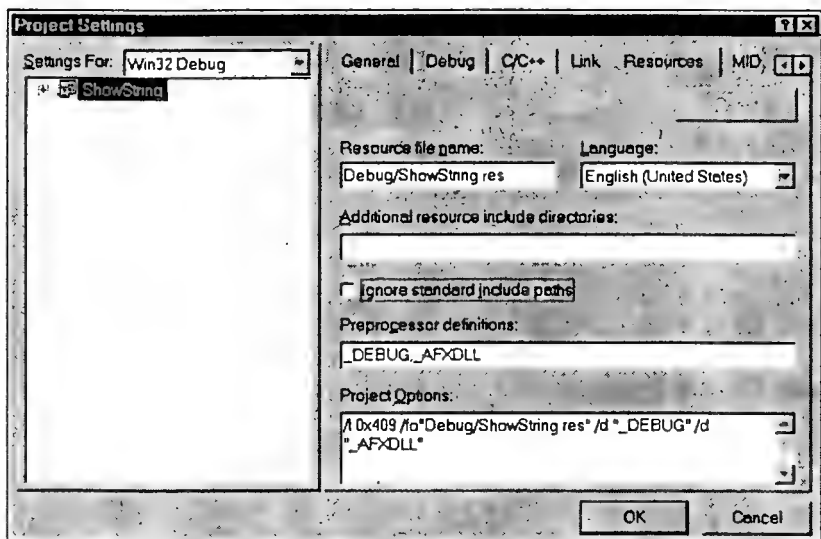 Project Settings
Settings For: Win32 Debug
ShowString
General Debug C/C++ Link Resources MID
Resource file name: Language:
Debug/ShowString res English (United States)
Additional resource include directories:
Ignore standard include paths
Preprocessor definitions:
_DEBUG,_AFXDLL
Project Options:
/l 0x409 /fo"Debug/ShowString res" /d "_DEBUG" /d
"_AFXDLL"
OK Cancel